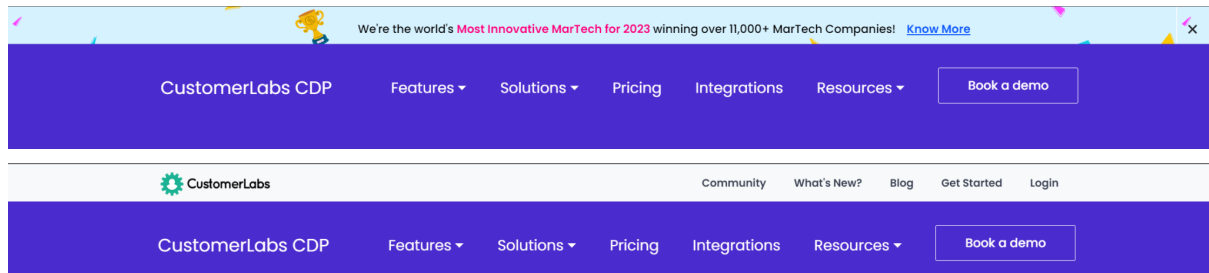 We're the world's Most Innovative MarTech for 2023 winning over 11,000+ MarTech Companies! Know More
CustomerLabs CDP Features Solutions Pricing Integrations Resources Book a demo
CustomerLabs Community What's New? Blog Get Started Login
CustomerLabs CDP Features Solutions Pricing Integrations Resources Book a demo